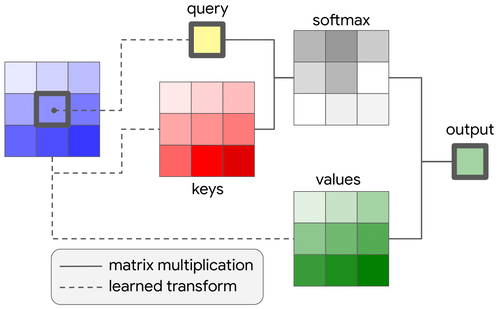 query
softmax
keys
values
output
matrix multiplication
learned transform